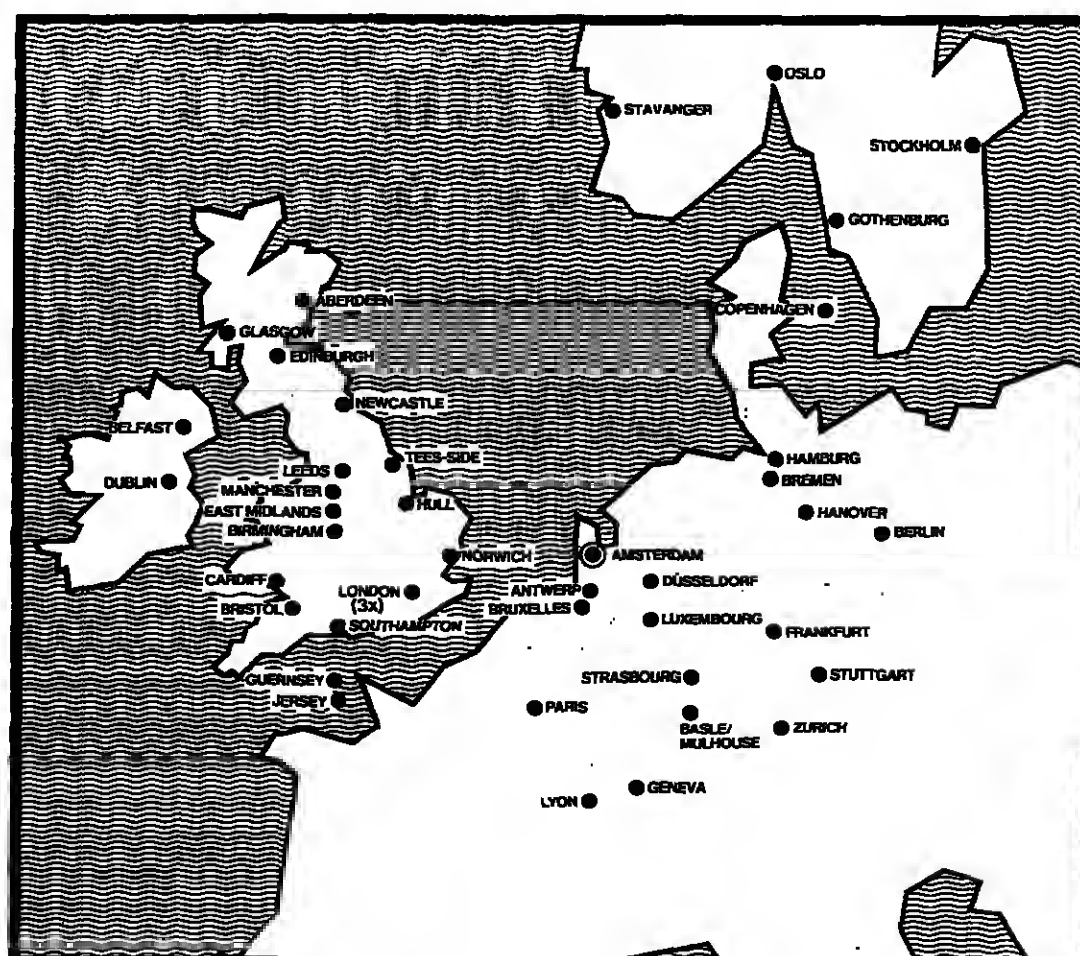 OSLO
STAVANGER
STOCKHOLM
GOTHENBURG
ABERDEEN
COPENHAGEN
GLASGOW
EDINBURGH
NEWCASTLE
BELFAST
TEES-SIDE
HAMBURG
LEEDS
DUBLIN
BREMEN
MANCHESTER
HULL
EAST MIDLANDS
HANOVER
BIRMINGHAM
BERLIN
NORWICH
AMSTERDAM
CARDIFF
DÜSSELDORF
LONDON
(3x)
ANTWERP
BRISTOL
BRUXELLES
LUXEMBOURG
SOUTHAMPTON
FRANKFURT
GUERNSEY
STRASBOURG
STUTTGART
JERSEY
PARIS
BASLE/
MULHOUSE
ZURICH
GENEVA
LYON